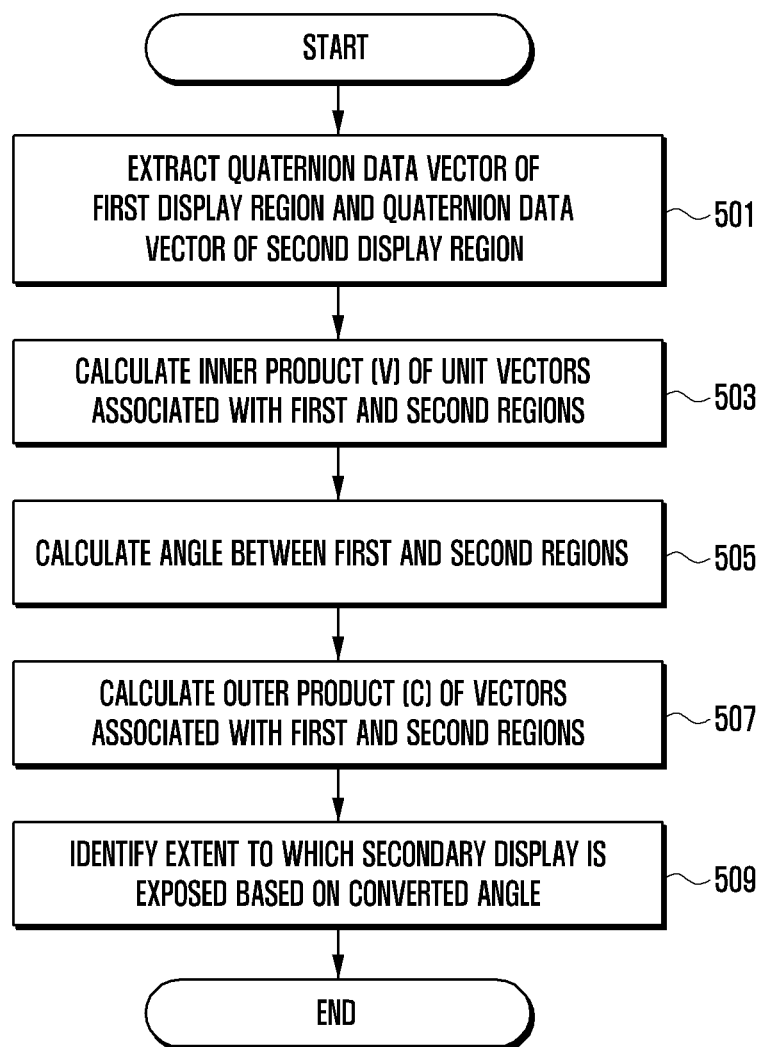 START
EXTRACT QUATERNION DATA VECTOR OF
FIRST DISPLAY REGION AND QUATERNION DATA
VECTOR OF SECOND DISPLAY REGION
501
CALCULATE INNER PRODUCT (V) OF UNIT VECTORS
ASSOCIATED WITH FIRST AND SECOND REGIONS
503
CALCULATE ANGLE BETWEEN FIRST AND SECOND REGIONS
505
CALCULATE OUTER PRODUCT (C) OF VECTORS
ASSOCIATED WITH FIRST AND SECOND REGIONS
507
IDENTIFY EXTENT TO WHICH SECONDARY DISPLAY IS
EXPOSED BASED ON CONVERTED ANGLE
509
END